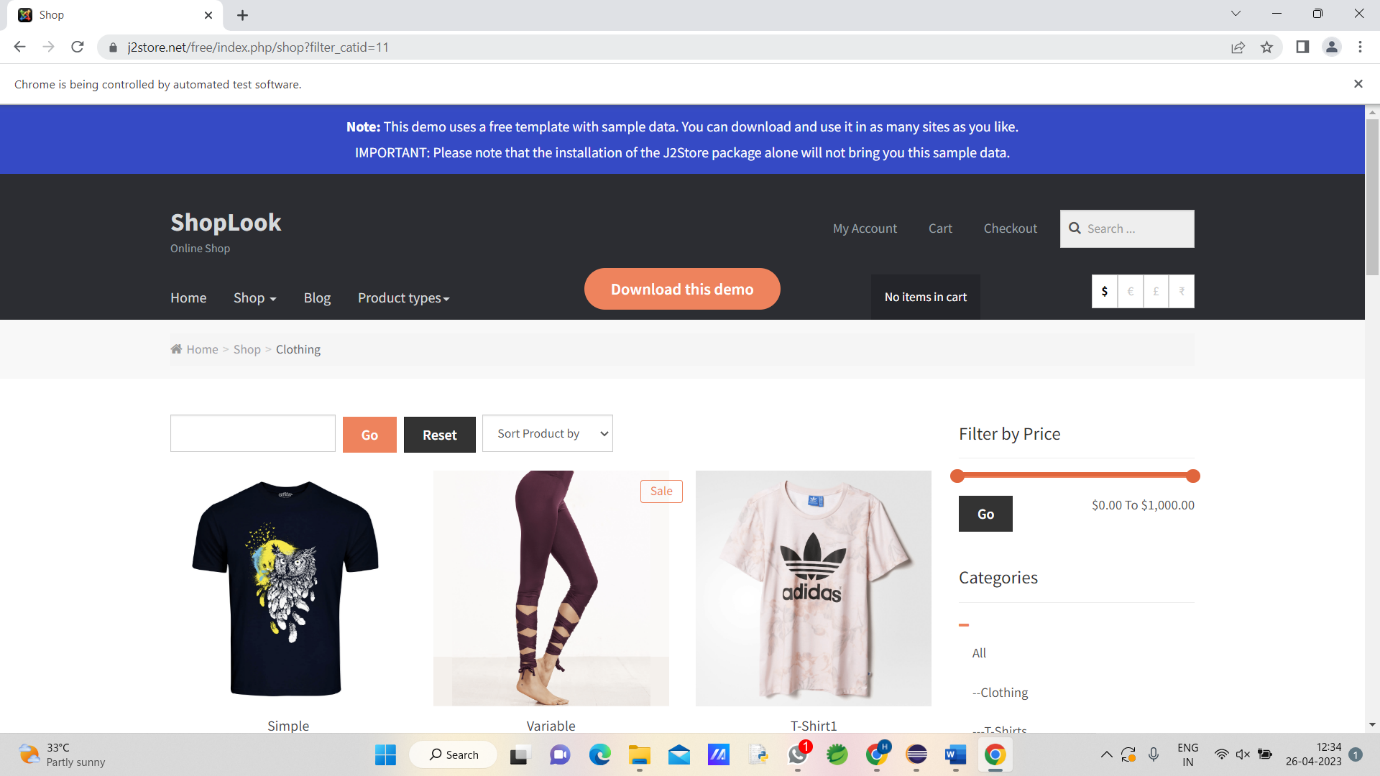 Shop
j2store.net/free/index.php/shop?filter_catid=11
Chrome is being controlled by automated test software.
Note: This demo uses a free template with sample data. You can download and use it in as many sites as you like.
IMPORTANT: Please note that the installation of the J2Store package alone will not bring you this sample data.
ShopLook
Online Shop
My Account Cart Checkout Search ...
Home Shop Blog Product types
Download this demo
No items in cart
$ € £ ₹
Home > Shop > Clothing
Go Reset Sort Product by
Filter by Price
$0.00 To $1,000.00
Go
Sale
adidas
Categories
All
--Clothing
---T-Shirts
Simple Variable T-Shirt1
33°C
Partly sunny
Search
1
H
ENG
IN
12:34
26-04-2023
1